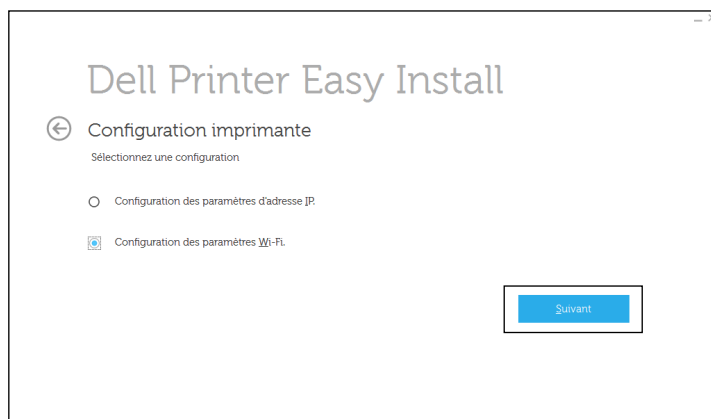 Dell Printer Easy Install
Configuration imprimante
Sélectionnez une configuration
Configuration des paramètres d'adresse IP.
Configuration des paramètres Wi-Fi.
Suivant